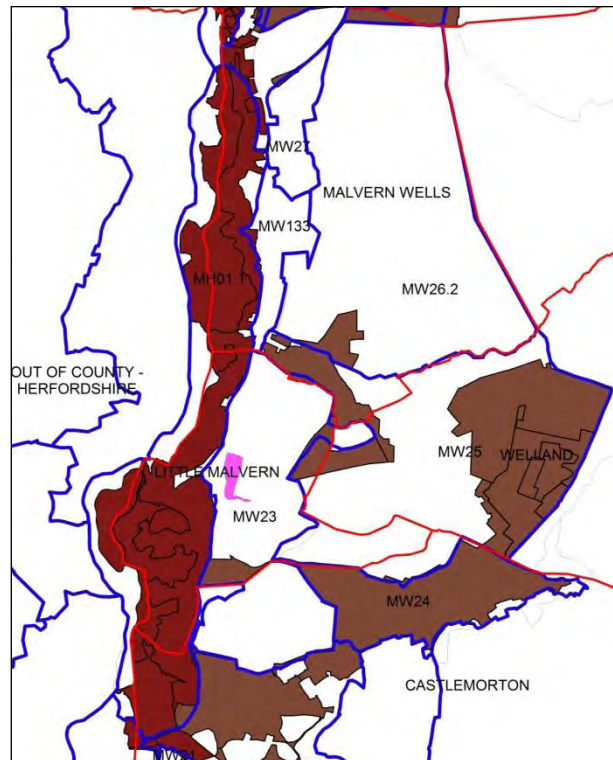 MW27
MALVERN WELLS
MW133
MH01.1
MW26.2
OUT OF COUNTY -
HERFORDSHIRE
MW25
WELLAND
LITTLE MALVERN
MW23
MW24
CASTLEMORTON
MW21